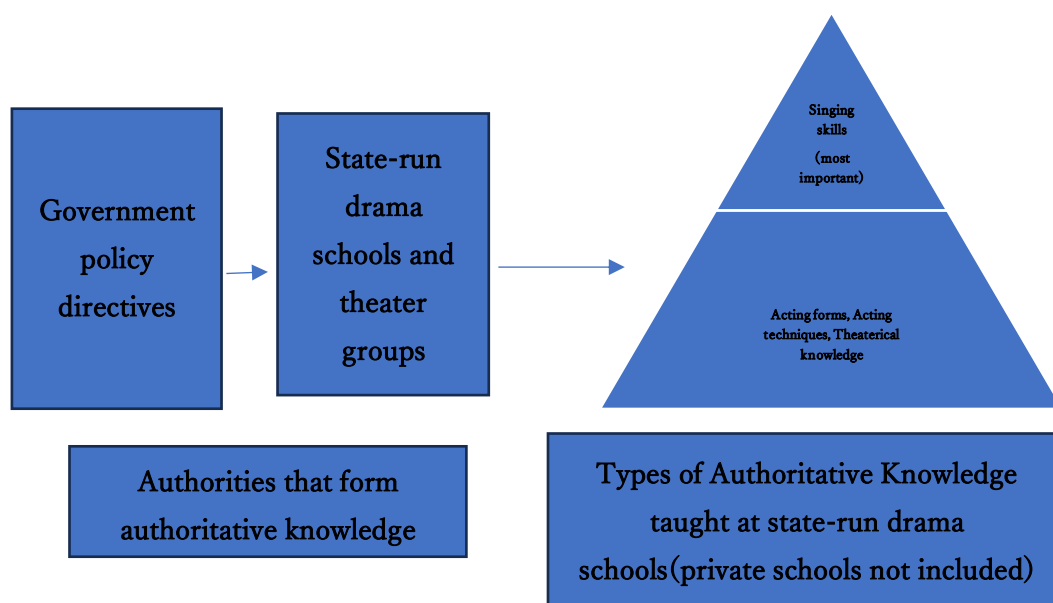 Government
policy
directives
State-run
drama
schools and
theater
groups
Singing
skills
(most
important)
Acting forms, Acting
techniques, Theaterical
knowledge
Authorities that form
authoritative knowledge
Types of Authoritative Knowledge
taught at state-run drama
schools(private schools not included)